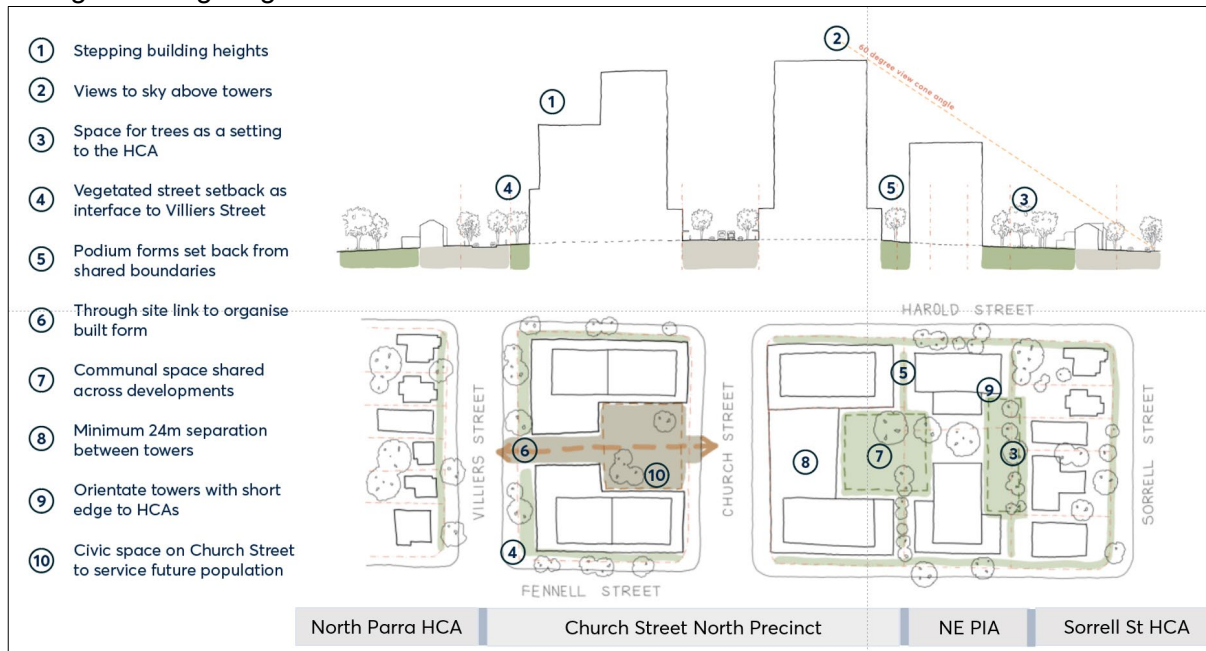 1 Stepping building heights
2 Views to sky above towers
3 Space for trees as a setting
to the HCA
4 Vegetated street setback as
interface to Villiers Street
5 Podium forms set back from
shared boundaries
6 Through site link to organise
built form
7 Communal space shared
across developments
8 Minimum 24m separation
between towers
9 Orientate towers with short
edge to HCAs
10 Civic space on Church Street
to service future population
2
60 degree view cone angle
1
4
5
3
HAROLD STREET
VILLIERS STREET
CHURCH STREET
SORRELL STREET
5
9
6
7
3
8
10
4
FENNELL STREET
North Parra HCA
Church Street North Precinct
NE PIA
Sorrell St HCA